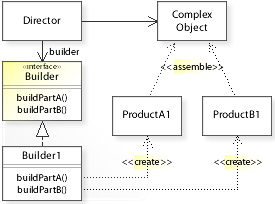 Director
Complex
Object
builder
«interface»
Builder
buildPartA()
buildPartB()
<<assemble>>
ProductA1
ProductB1
Builder1
buildPartA()
buildPartB()
<<create>>
<<create>>